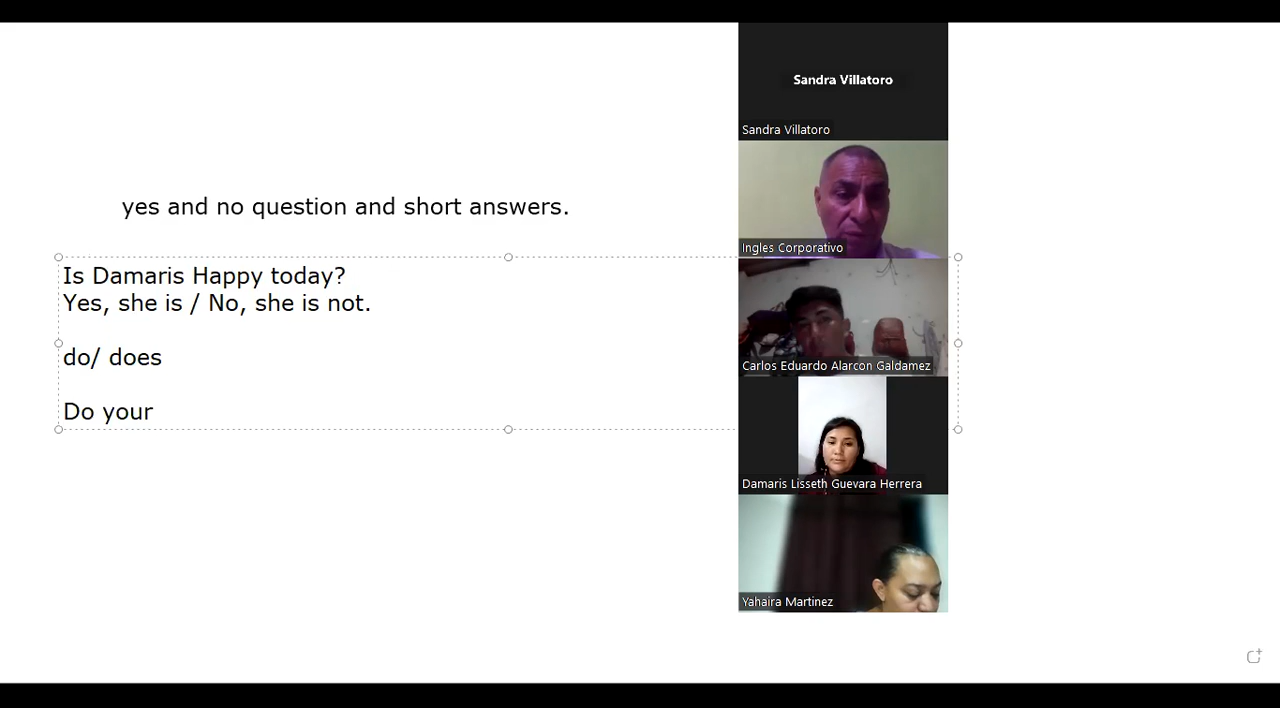 Sandra Villatoro
Sandra Villatoro
yes and no question and short answers.
Ingles Corporativo
Is Damaris Happy today?
Yes, she is / No, she is not.
do/ does
Carlos Eduardo Alarcon Galdamez
Do your
Damaris Lisseth Guevara Herrera
Yahaira Martinez